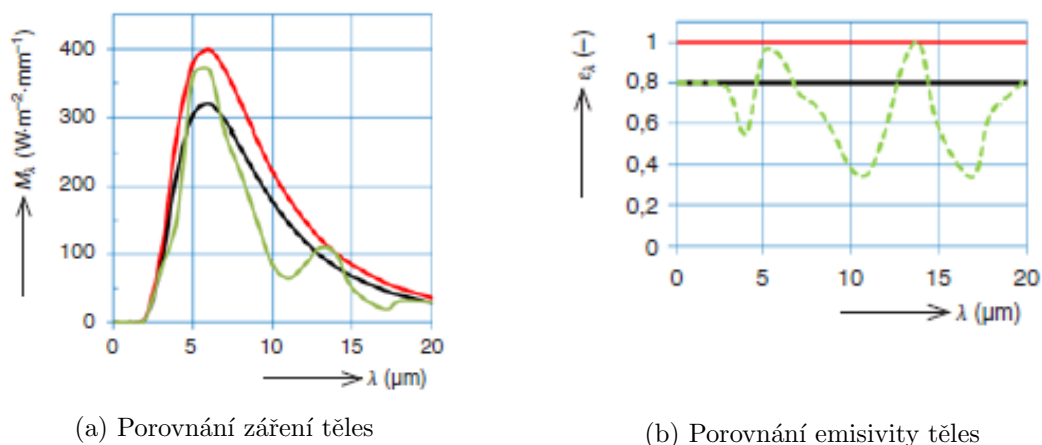 400
300
200
100
0
0 5 10 15 20
M_λ (W·m⁻²·mm⁻¹)
λ (μm)
(a) Porovnání záření těles
1
0,8
0,6
0,4
0,2
0
0 5 10 15 20
ε_λ (–)
λ (μm)
(b) Porovnání emisivity těles